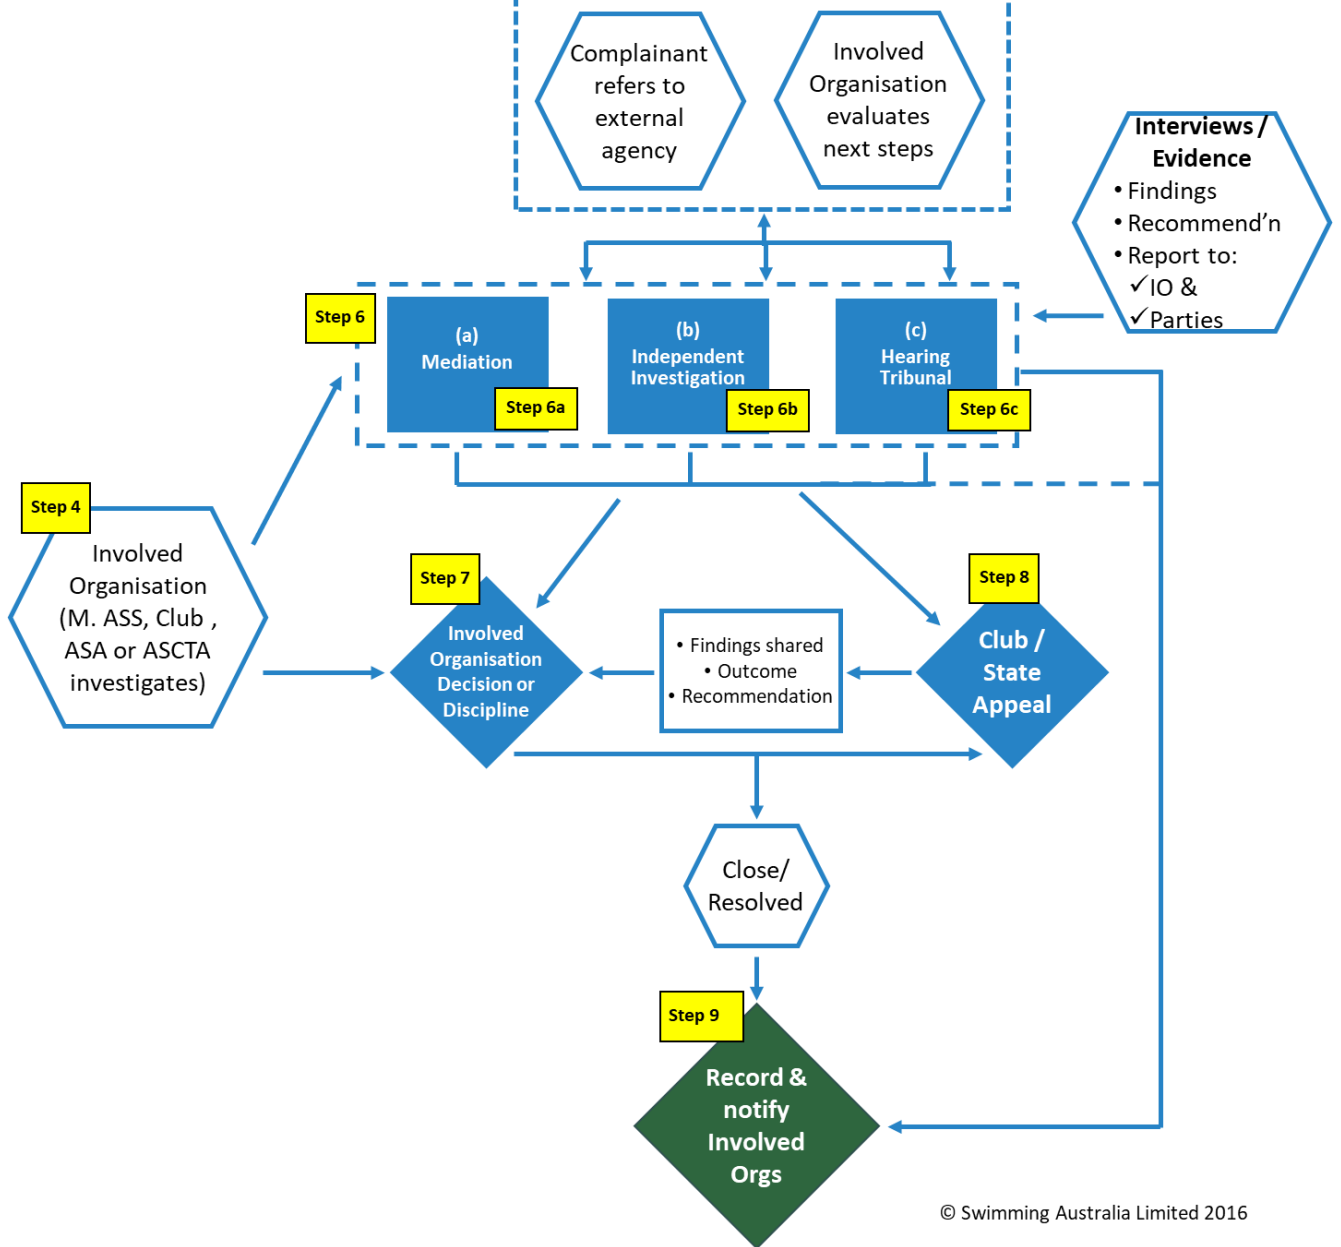 Complainant
refers to
external
agency
Involved
Organisation
evaluates
next steps
Interviews /
Evidence
• Findings
• Recommend’n
• Report to:
✓IO &
✓Parties
Step 6
(a)
Mediation
Step 6a
(b)
Independent
Investigation
Step 6b
(c)
Hearing
Tribunal
Step 6c
Step 4
Involved
Organisation
(M. ASS, Club ,
ASA or ASCTA
investigates)
Step 7
Involved
Organisation
Decision or
Discipline
• Findings shared
• Outcome
• Recommendation
Step 8
Club /
State
Appeal
Close/
Resolved
Step 9
Record &
notify
Involved
Orgs
© Swimming Australia Limited 2016